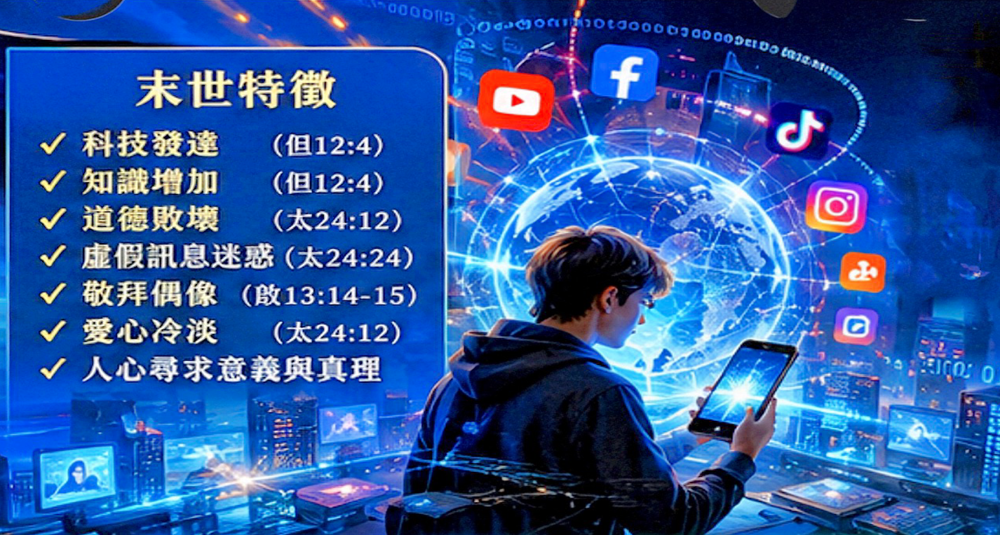 末世特徵
✓ 科技發達 (但12:4)
✓ 知識增加 (但12:4)
✓ 道德敗壞 (太24:12)
✓ 虛假訊息迷惑 (太24:24)
✓ 敬拜偶像 (啟13:14-15)
✓ 愛心冷淡 (太24:12)
✓ 人心尋求意義與真理